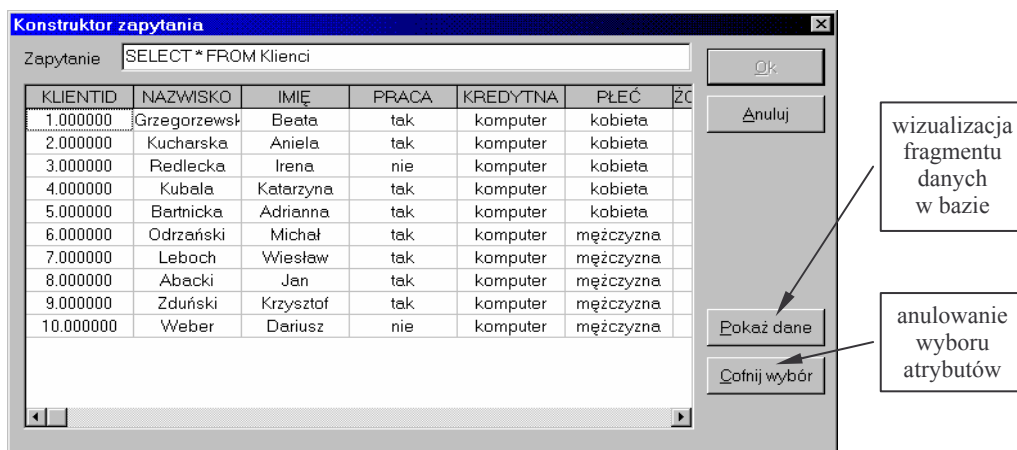 Konstruktor zapytania
Zapytanie SELECT * FROM Klienci
Ok
Anuluj
KLIENTID NAZWISKO IMIĘ PRACA KREDYTNA PŁEĆ ŻO
1.000000 Grzegorzewsk Beata tak komputer kobieta
2.000000 Kucharska Aniela tak komputer kobieta
3.000000 Redlecka Irena nie komputer kobieta
4.000000 Kubala Katarzyna tak komputer kobieta
5.000000 Bartnicka Adrianna tak komputer kobieta
6.000000 Odrzański Michał tak komputer mężczyzna
7.000000 Leboch Wiesław tak komputer mężczyzna
8.000000 Abacki Jan tak komputer mężczyzna
9.000000 Zduński Krzysztof tak komputer mężczyzna
10.000000 Weber Dariusz nie komputer mężczyzna
Pokaż dane
Cofnij wybór
wizualizacja
fragmentu
danych
w bazie
anulowanie
wyboru
atrybutów